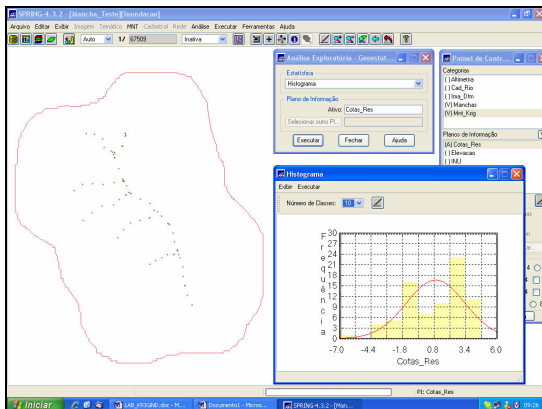 SPRING-4.3.2 - [Mancha_Teste][Inundacao]
Arquivo Editar Exibir Imagem Temático MNT Cadastral Rede Análise Executar Ferramentas Ajuda
Auto 1/ 67509 Inativa
Análise Exploratória - Geoestat...
Estatística
Histograma
Plano de Informação
Ativo: Cotas_Res
Selecionar outro PI...
Executar Fechar Ajuda
Painel de Contr...
Categorias
( ) Altimetria
( ) Cad_Rio
( ) Ima_Dtm
(V) Manchas
(V) Mnt_Krig
Planos de Informação
(A) Cotas_Res
( ) Elevacao
( ) INU
Histograma
Exibir Executar
Número de Classes: 10
Frequência
30
27
24
21
18
15
12
9
6
3
0
-7.0 -4.4 -1.8 0.8 3.4 6.0
Cotas_Res
PI: Cotas_Res
Iniciar
LAB_KRIGIND.doc - M...
Documento1 - Micros...
SPRING-4.3.2 - [Man...
09:26